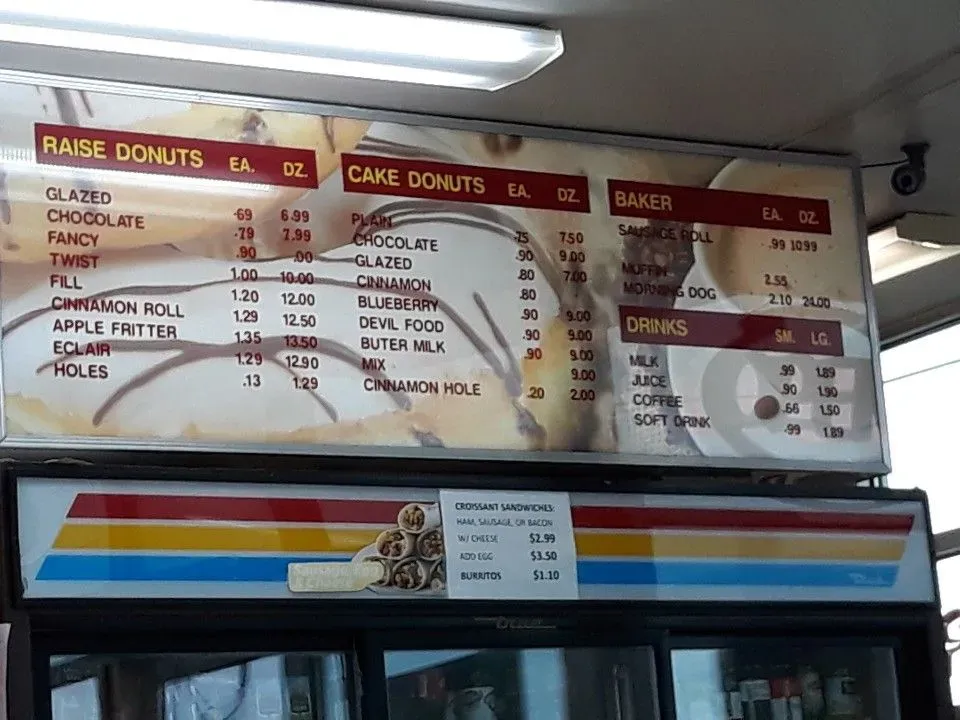 RAISE DONUTS EA. DZ.
GLAZED .69 6.99
CHOCOLATE .79 7.99
FANCY .90 .00
TWIST 1.00 10.00
FILL 1.20 12.00
CINNAMON ROLL 1.29 12.50
APPLE FRITTER 1.35 13.50
ECLAIR 1.29 12.90
HOLES .13 1.29
CAKE DONUTS EA. DZ.
PLAIN .75 7.50
CHOCOLATE .90 9.00
GLAZED .80 7.00
CINNAMON .80
BLUEBERRY .90 9.00
DEVIL FOOD .90 9.00
BUTER MILK .90 9.00
MIX 9.00
CINNAMON HOLE .20 2.00
BAKER EA. DZ.
SAUSAGE ROLL .99 10.99
MUFFIN 2.55
MORNING DOG 2.10 24.00
DRINKS SM. LG.
MILK .99 1.89
JUICE .90 1.90
COFFEE .66 1.50
SOFT DRINK .99 1.89
CROISSANT SANDWICHES:
HAM, SAUSAGE, OR BACON
W/ CHEESE $2.99
ADD EGG $3.50
BURRITOS $1.10